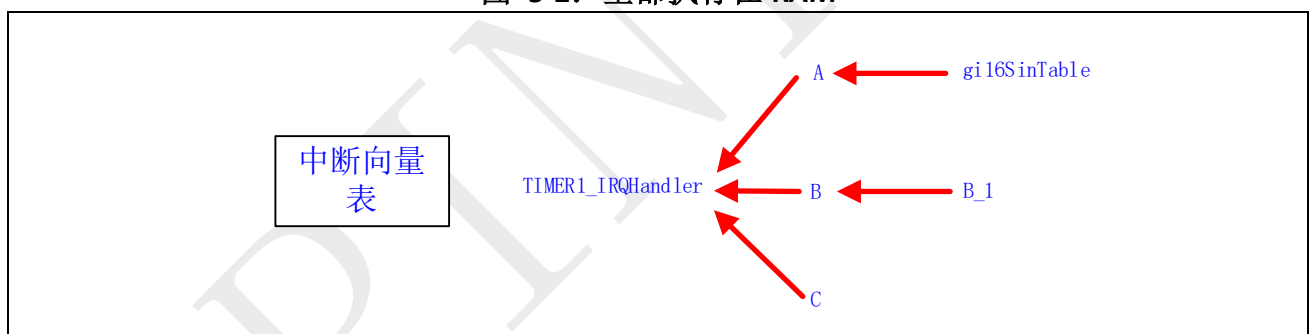 A
gi16SinTable
中断向量
表
TIMER1_IRQHandler
B
B_1
C